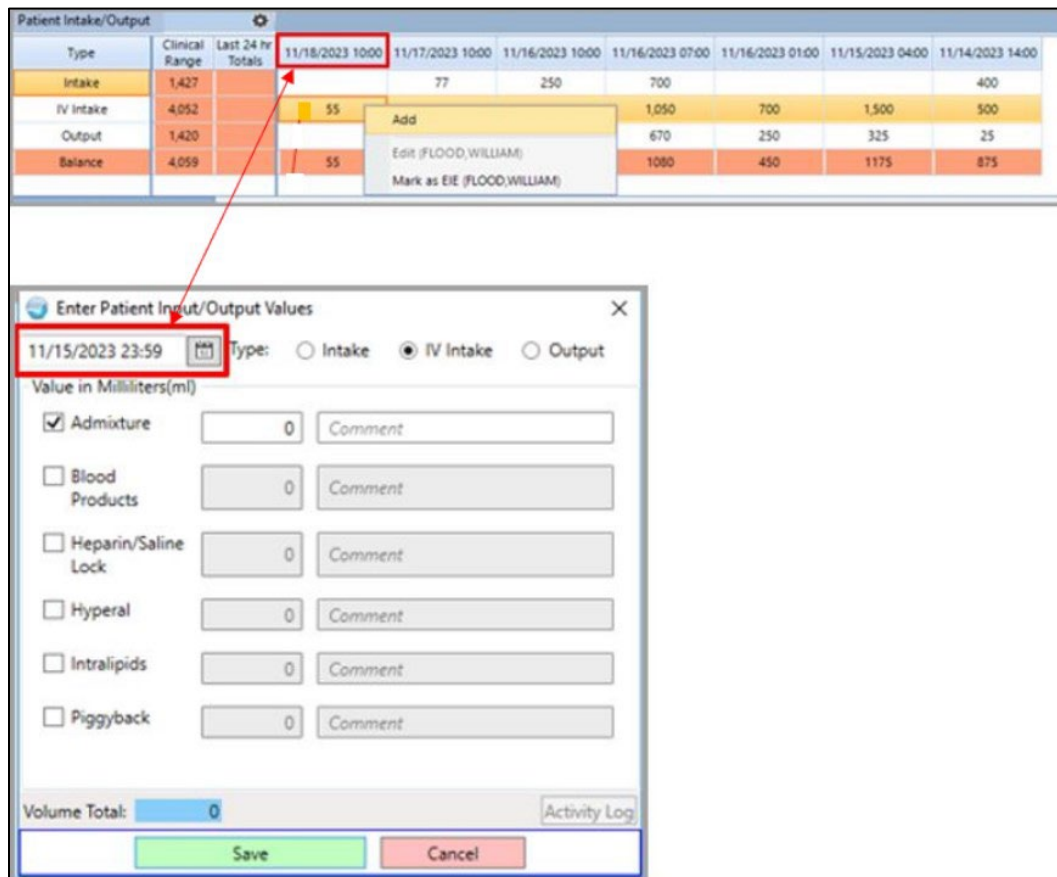 Patient Intake/Output
Type Clinical Range Last 24 hr Totals 11/18/2023 10:00 11/17/2023 10:00 11/16/2023 10:00 11/16/2023 07:00 11/16/2023 01:00 11/15/2023 04:00 11/14/2023 14:00
Intake 1,427 77 250 700 400
IV Intake 4,052 55 1,050 700 1,500 500
Add
Output 1,420 670 250 325 25
Edit (FLOOD,WILLIAM)
Balance 4,059 55 1080 450 1175 875
Mark as EIE (FLOOD,WILLIAM)
Enter Patient Input/Output Values
11/15/2023 23:59 Type: Intake IV Intake Output
Value in Milliliters(ml)
Admixture 0 Comment
Blood
Products 0 Comment
Heparin/Saline
Lock 0 Comment
Hyperal 0 Comment
Intralipids 0 Comment
Piggyback 0 Comment
Volume Total: 0 Activity Log
Save Cancel